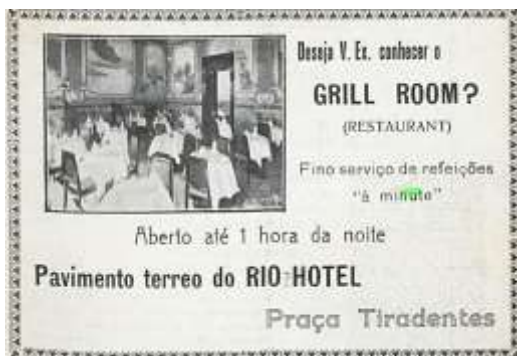 Deseja V. Ex. conhecer o
GRILL ROOM?
(RESTAURANT)
Fino serviço de refeições
"à minute"
Aberto até 1 hora da noite
Pavimento terreo do RIO-HOTEL
Praça Tiradentes